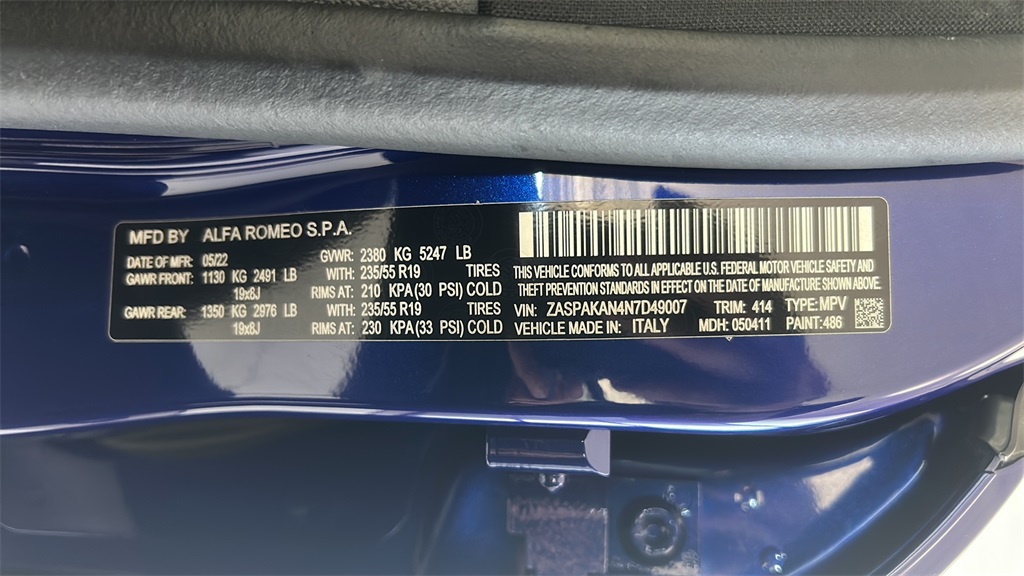 MFD BY ALFA ROMEO S.P.A.
DATE OF MFR: 05/22 GVWR: 2380 KG 5247 LB
GAWR FRONT: 1130 KG 2491 LB WITH: 235/55 R19 TIRES
19x8J RIMS AT: 210 KPA(30 PSI) COLD
GAWR REAR: 1350 KG 2976 LB WITH: 235/55 R19 TIRES
19x8J RIMS AT: 230 KPA(33 PSI) COLD
THIS VEHICLE CONFORMS TO ALL APPLICABLE U.S. FEDERAL MOTOR VEHICLE SAFETY AND
THEFT PREVENTION STANDARDS IN EFFECT ON THE DATE OF MANUFACTURE SHOWN ABOVE.
VIN: ZASPAKAN4N7D49007 TRIM: 414 TYPE: MPV
VEHICLE MADE IN: ITALY MDH: 050411 PAINT:486